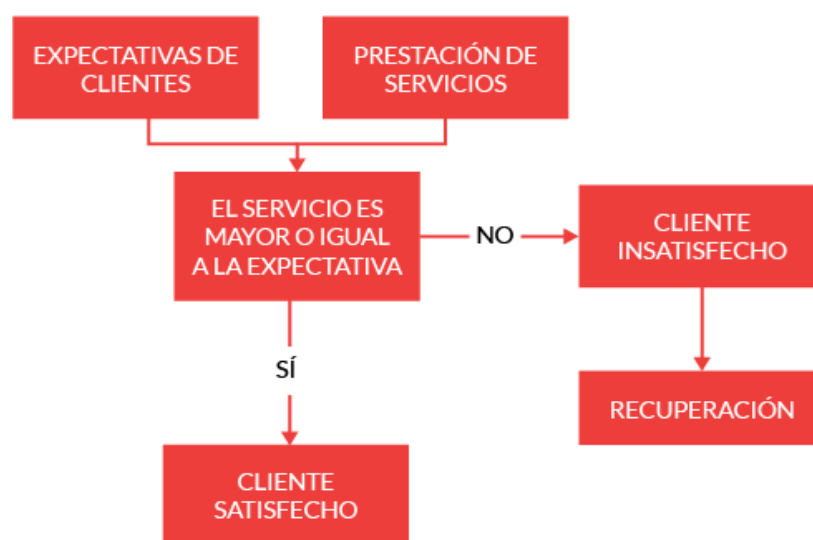 EXPECTATIVAS DE
CLIENTES
PRESTACIÓN DE
SERVICIOS
EL SERVICIO ES
MAYOR O IGUAL
A LA EXPECTATIVA
NO
CLIENTE
INSATISFECHO
SÍ
RECUPERACIÓN
CLIENTE
SATISFECHO